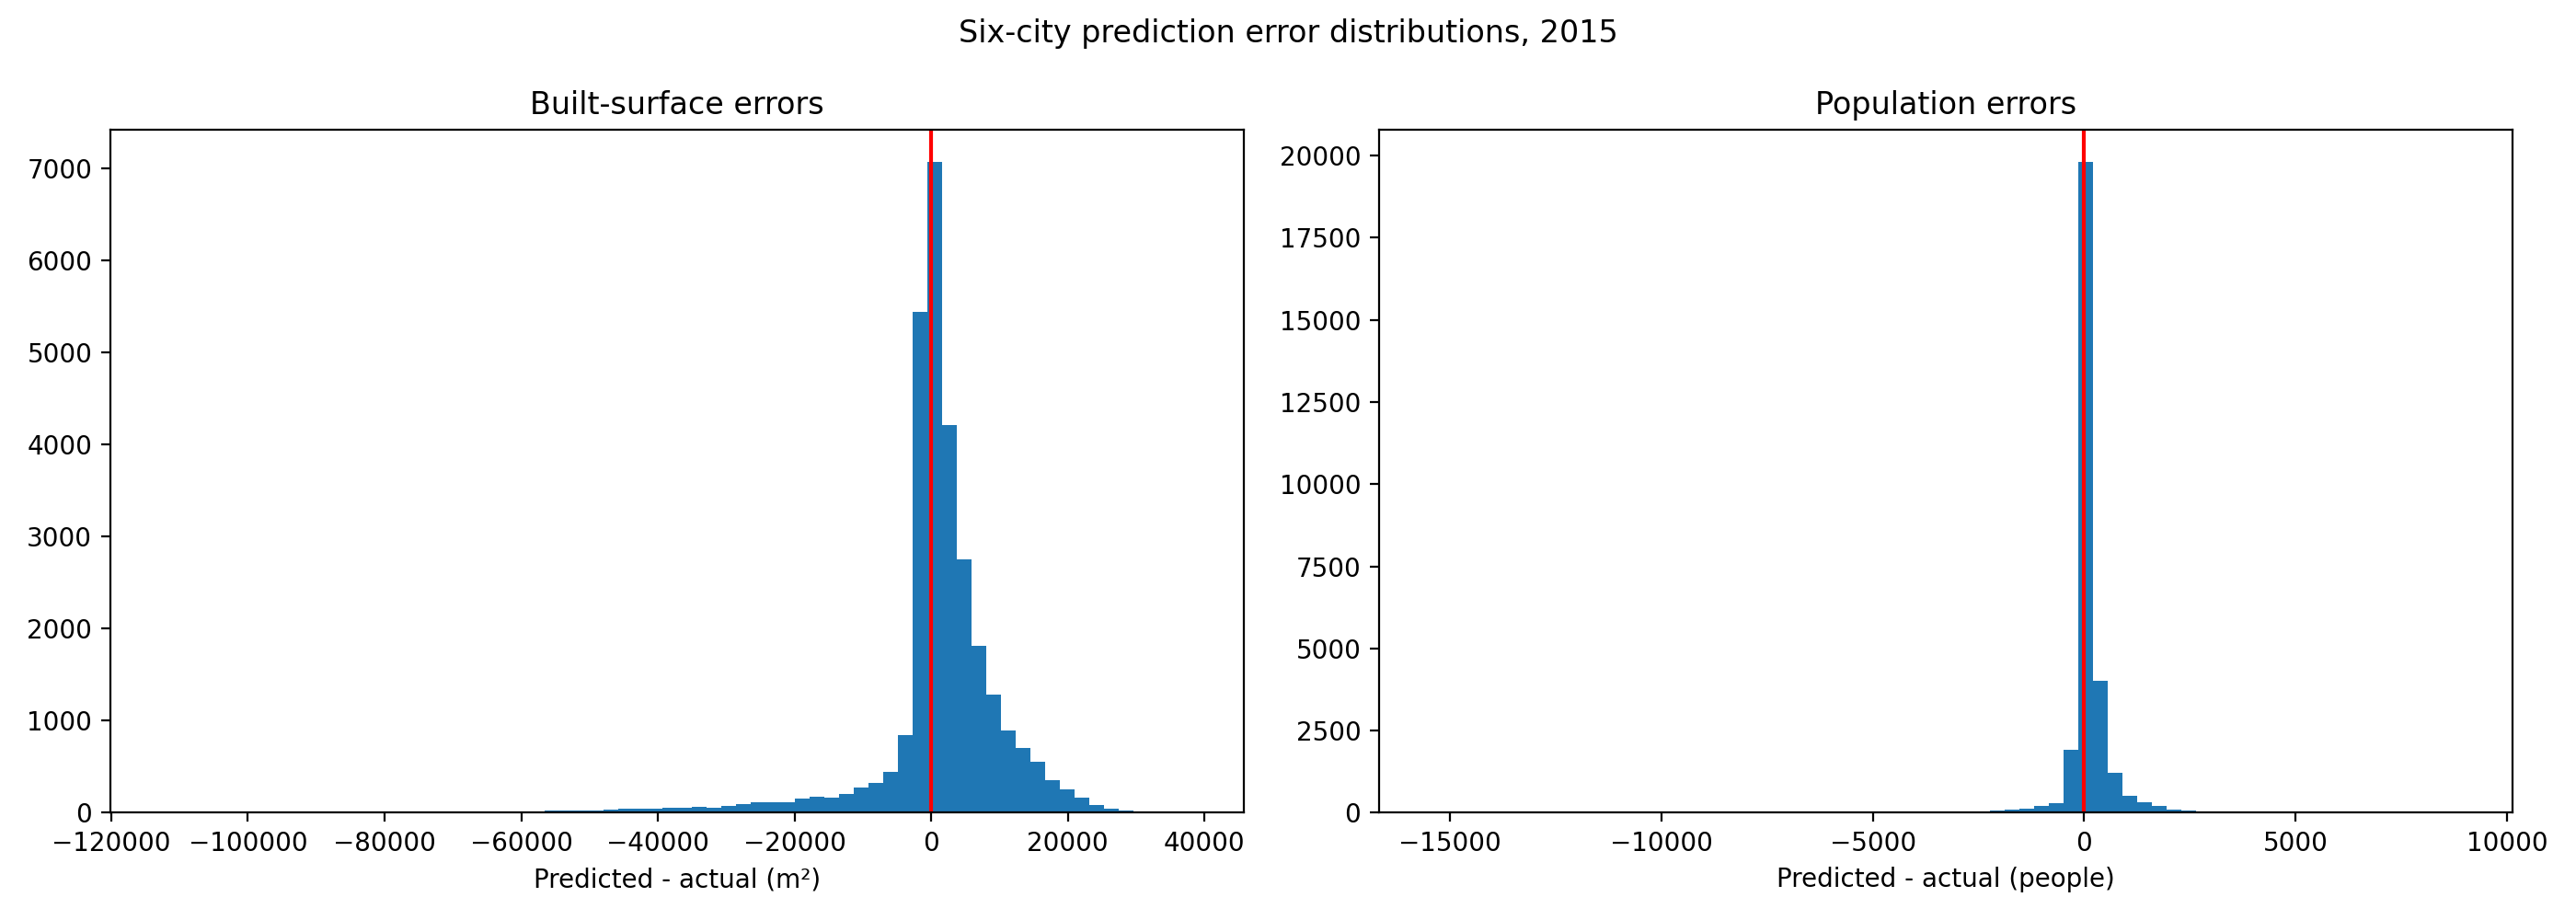 Six-city prediction error distributions, 2015
Built-surface errors
7000
6000
5000
4000
3000
2000
1000
0
−120000 −100000 −80000 −60000 −40000 −20000 0 20000 40000
Predicted - actual (m²)
Population errors
20000
17500
15000
12500
10000
7500
5000
2500
0
−15000 −10000 −5000 0 5000 10000
Predicted - actual (people)